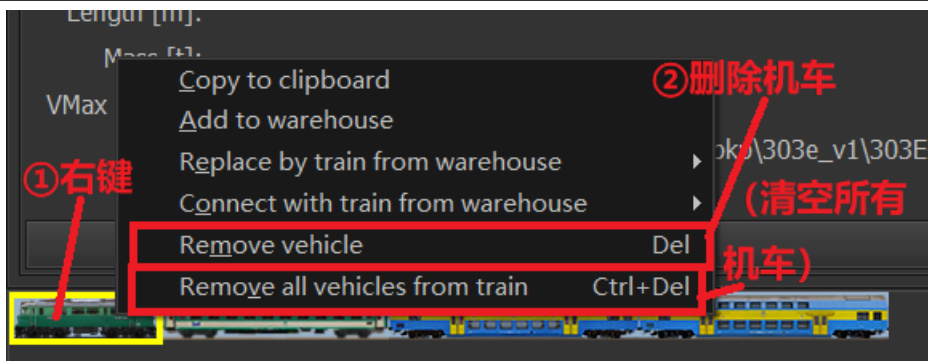 Length [m]:
Mass [t]:
VMax
Copy to clipboard
Add to warehouse
Replace by train from warehouse
Connect with train from warehouse
Remove vehicle Del
Remove all vehicles from train Ctrl+Del
①右键
②删除机车
(清空所有
机车)
\303e_v1\303E